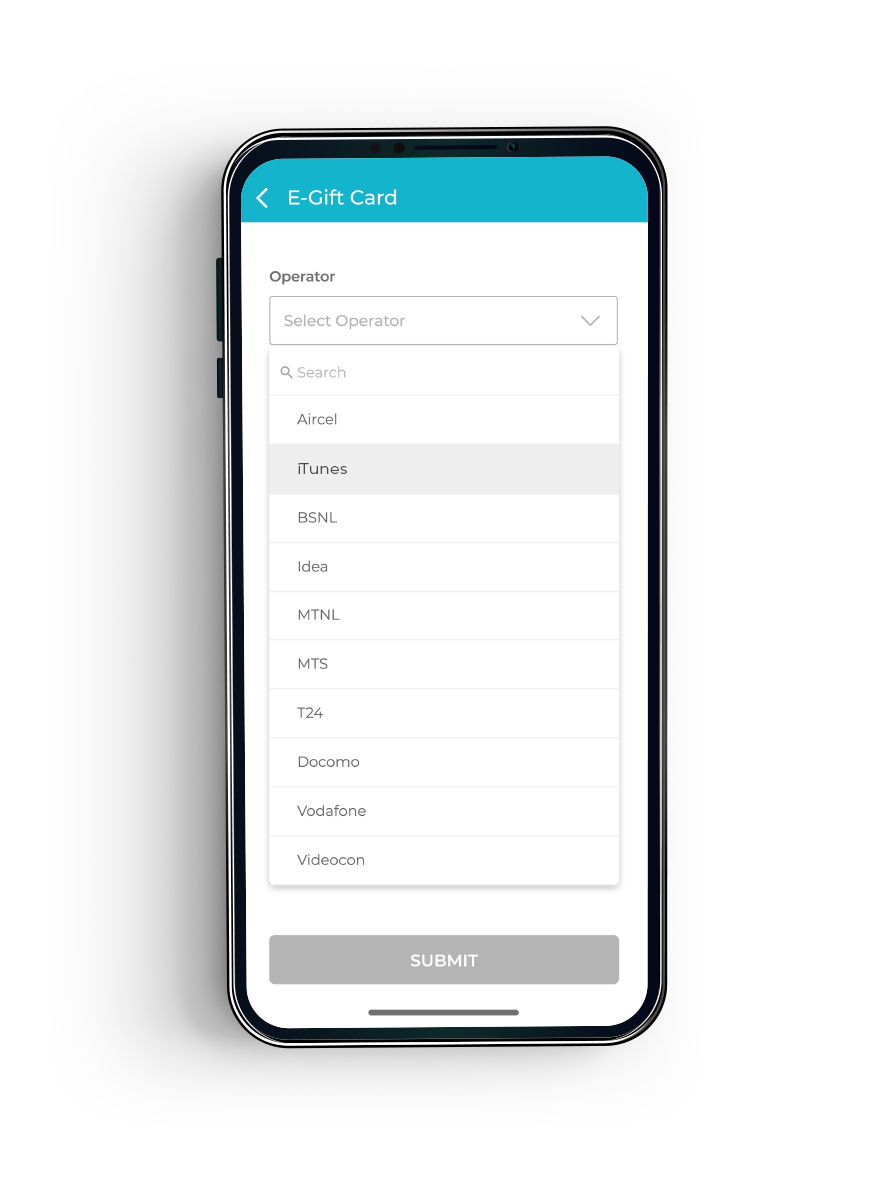 E-Gift Card
Operator
Select Operator
Search
Aircel
iTunes
BSNL
Idea
MTNL
MTS
T24
Docomo
Vodafone
Videocon
SUBMIT